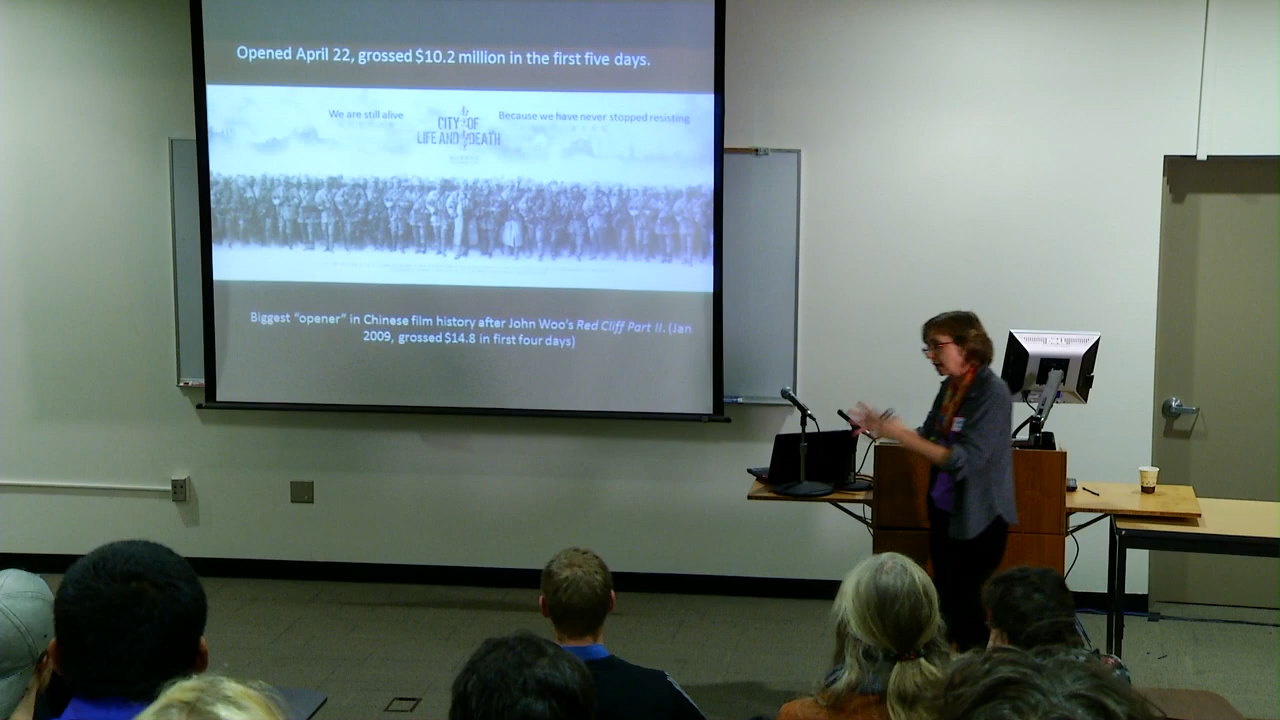 Opened April 22, grossed $10.2 million in the first five days.
We are still alive
CITY OF
LIFE AND DEATH
Because we have never stopped resisting
Biggest “opener” in Chinese film history after John Woo’s Red Cliff Part II. (Jan
2009, grossed $14.8 in first four days)